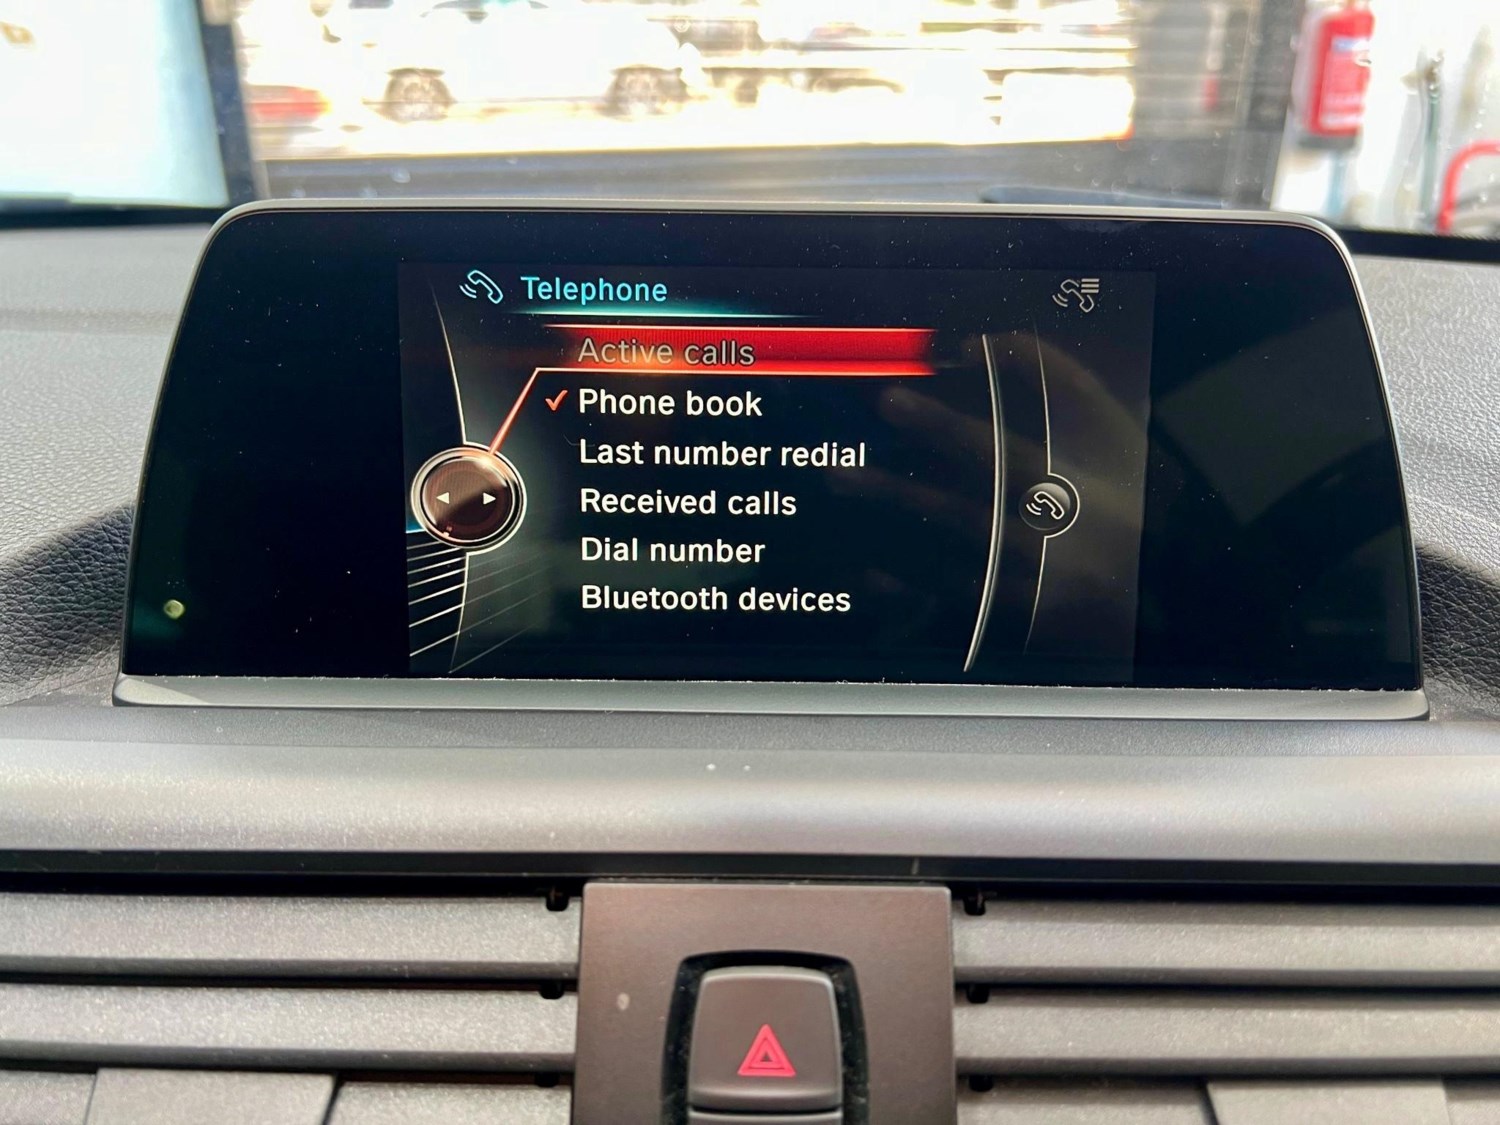 Telephone
Active calls
Phone book
Last number redial
Received calls
Dial number
Bluetooth devices